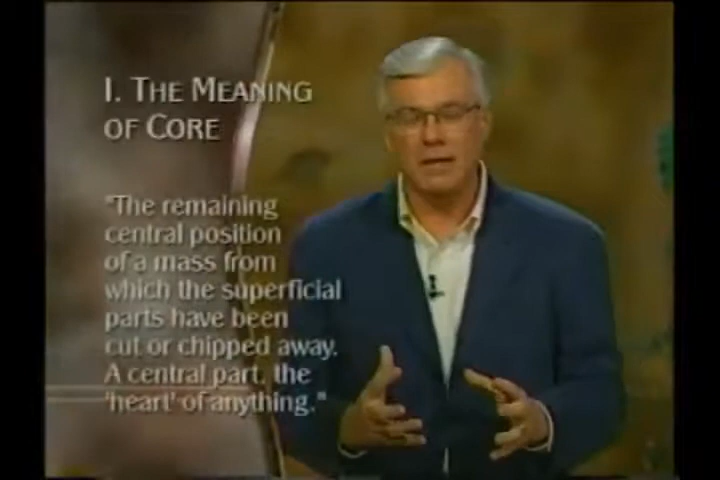 I. THE MEANING
OF CORE
"The remaining
central position
of a mass from
which the superficial
parts have been
cut or chipped away.
A central part, the
'heart' of anything."